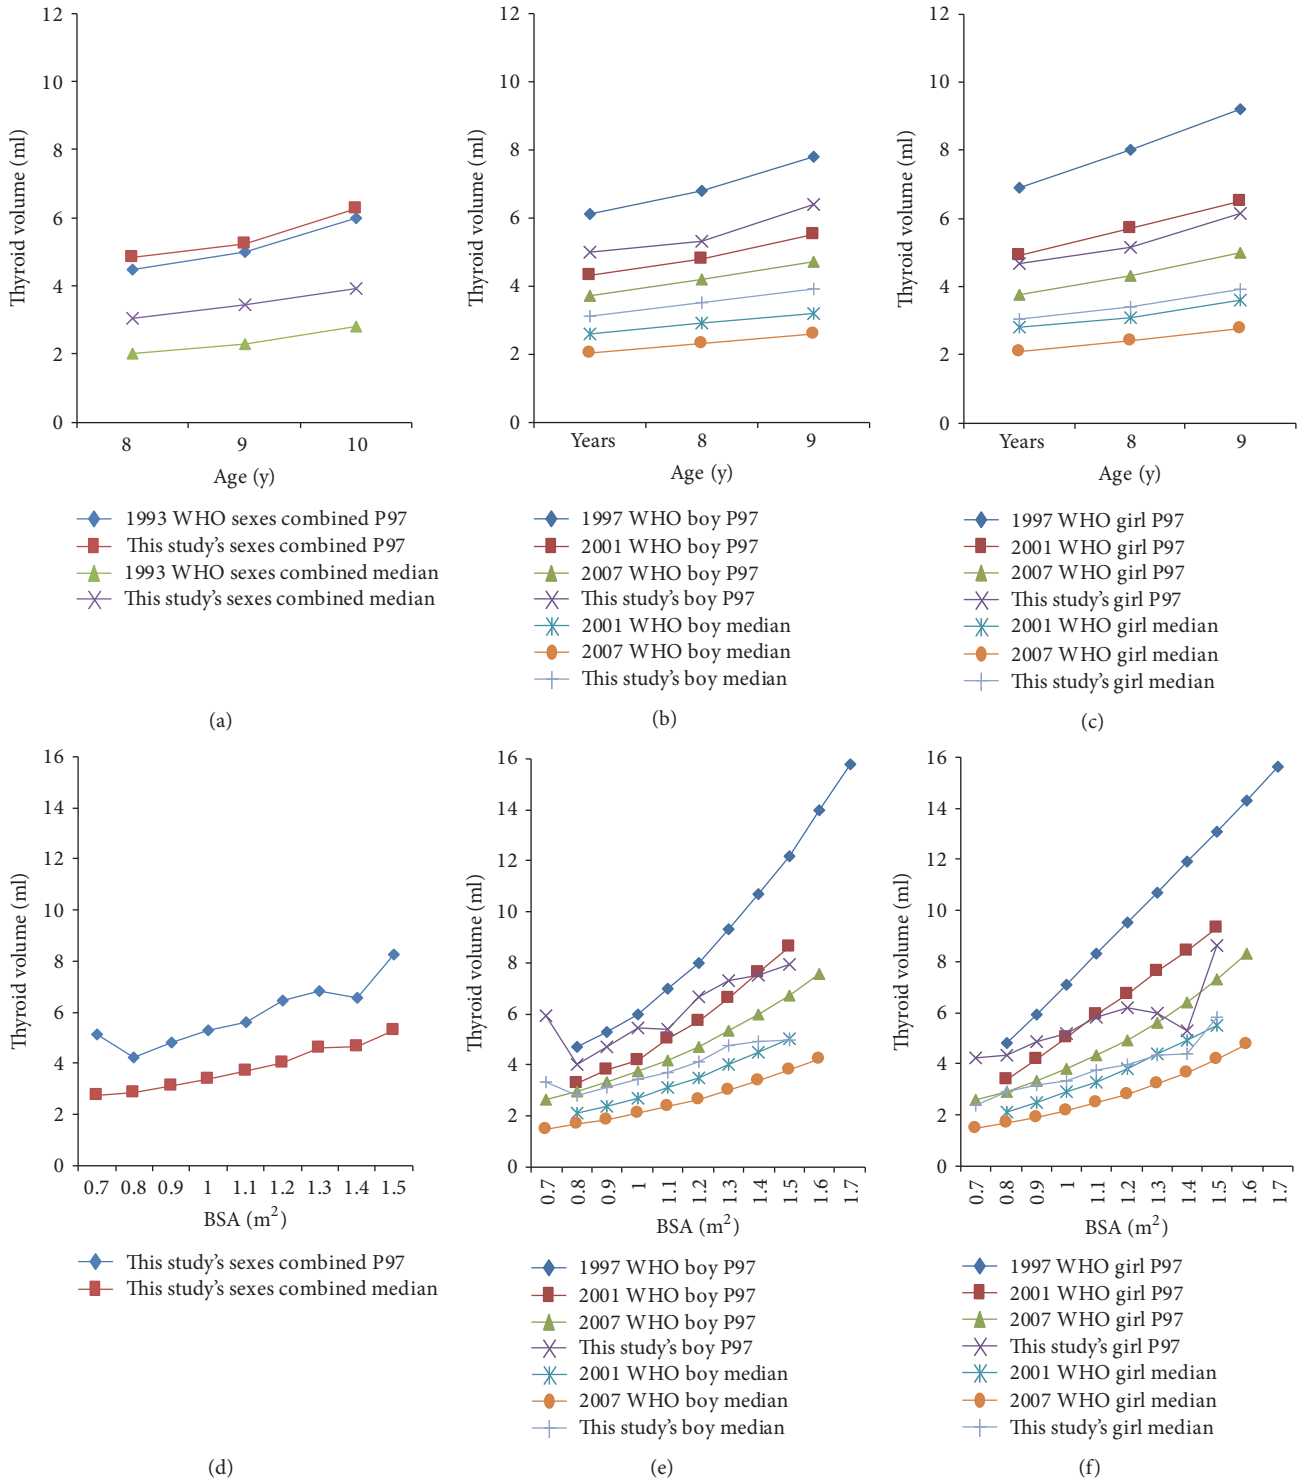 12
10
8
6
4
2
0
Thyroid volume (ml)
8 9 10
Age (y)
1993 WHO sexes combined P97
This study's sexes combined P97
1993 WHO sexes combined median
This study's sexes combined median
(a)
12
10
8
6
4
2
0
Thyroid volume (ml)
Years 8 9
Age (y)
1997 WHO boy P97
2001 WHO boy P97
2007 WHO boy P97
This study's boy P97
2001 WHO boy median
2007 WHO boy median
This study's boy median
(b)
12
10
8
6
4
2
0
Thyroid volume (ml)
Years 8 9
Age (y)
1997 WHO girl P97
2001 WHO girl P97
2007 WHO girl P97
This study's girl P97
2001 WHO girl median
2007 WHO girl median
This study's girl median
(c)
16
14
12
10
8
6
4
2
0
Thyroid volume (ml)
0.7 0.8 0.9 1 1.1 1.2 1.3 1.4 1.5
BSA (m²)
This study's sexes combined P97
This study's sexes combined median
(d)
16
14
12
10
8
6
4
2
0
Thyroid volume (ml)
0.7 0.8 0.9 1 1.1 1.2 1.3 1.4 1.5 1.6 1.7
BSA (m²)
1997 WHO boy P97
2001 WHO boy P97
2007 WHO boy P97
This study's boy P97
2001 WHO boy median
2007 WHO boy median
This study's boy median
(e)
16
14
12
10
8
6
4
2
0
Thyroid volume (ml)
0.7 0.8 0.9 1 1.1 1.2 1.3 1.4 1.5 1.6 1.7
BSA (m²)
1997 WHO girl P97
2001 WHO girl P97
2007 WHO girl P97
This study's girl P97
2001 WHO girl median
2007 WHO girl median
This study's girl median
(f)